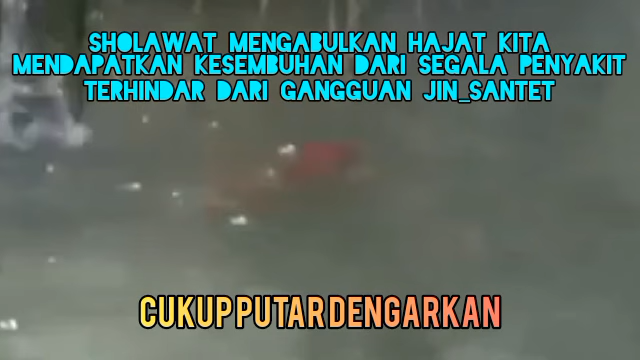 SHOLAWAT MENGABULKAN HAJAT KITA
MENDAPATKAN KESEMBUHAN DARI SEGALA PENYAKIT
TERHINDAR DARI GANGGUAN JIN_SANTET
CUKUP PUTAR DENGARKAN